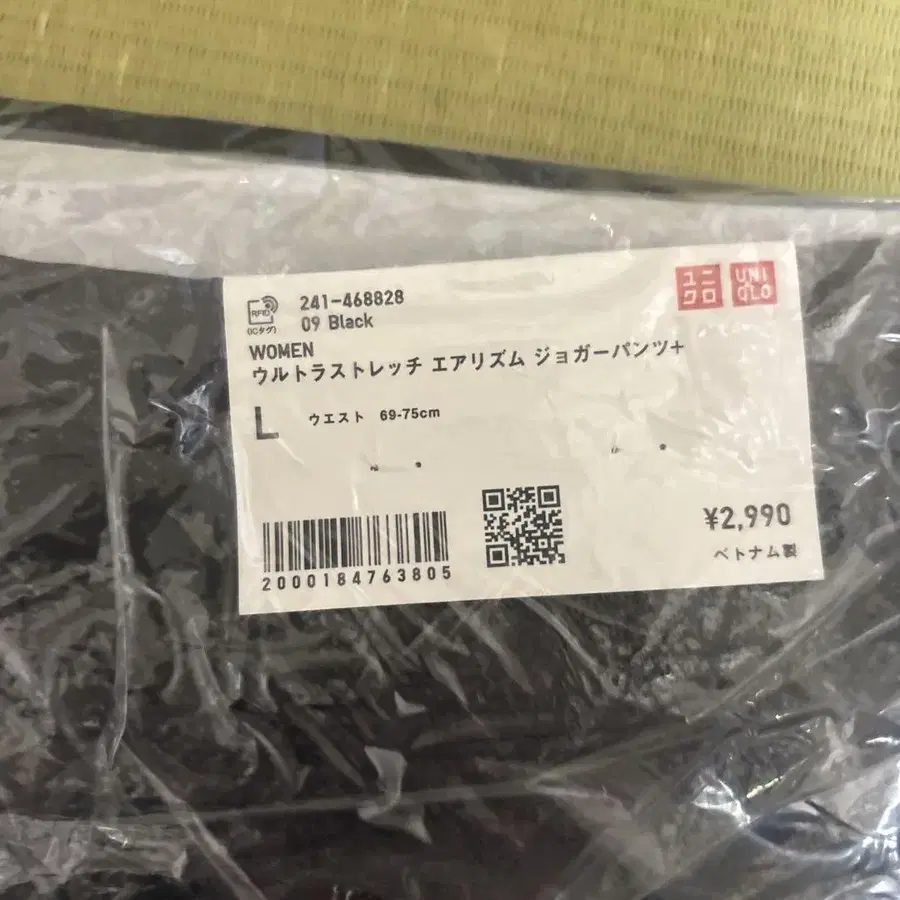 RFID
(ICタグ)
241-468828
09 Black
ユニ
クロ
UNI
QLO
WOMEN
ウルトラストレッチ エアリズム ジョガーパンツ+
L ウエスト 69-75cm
2000184763805
¥2,990
ベトナム製